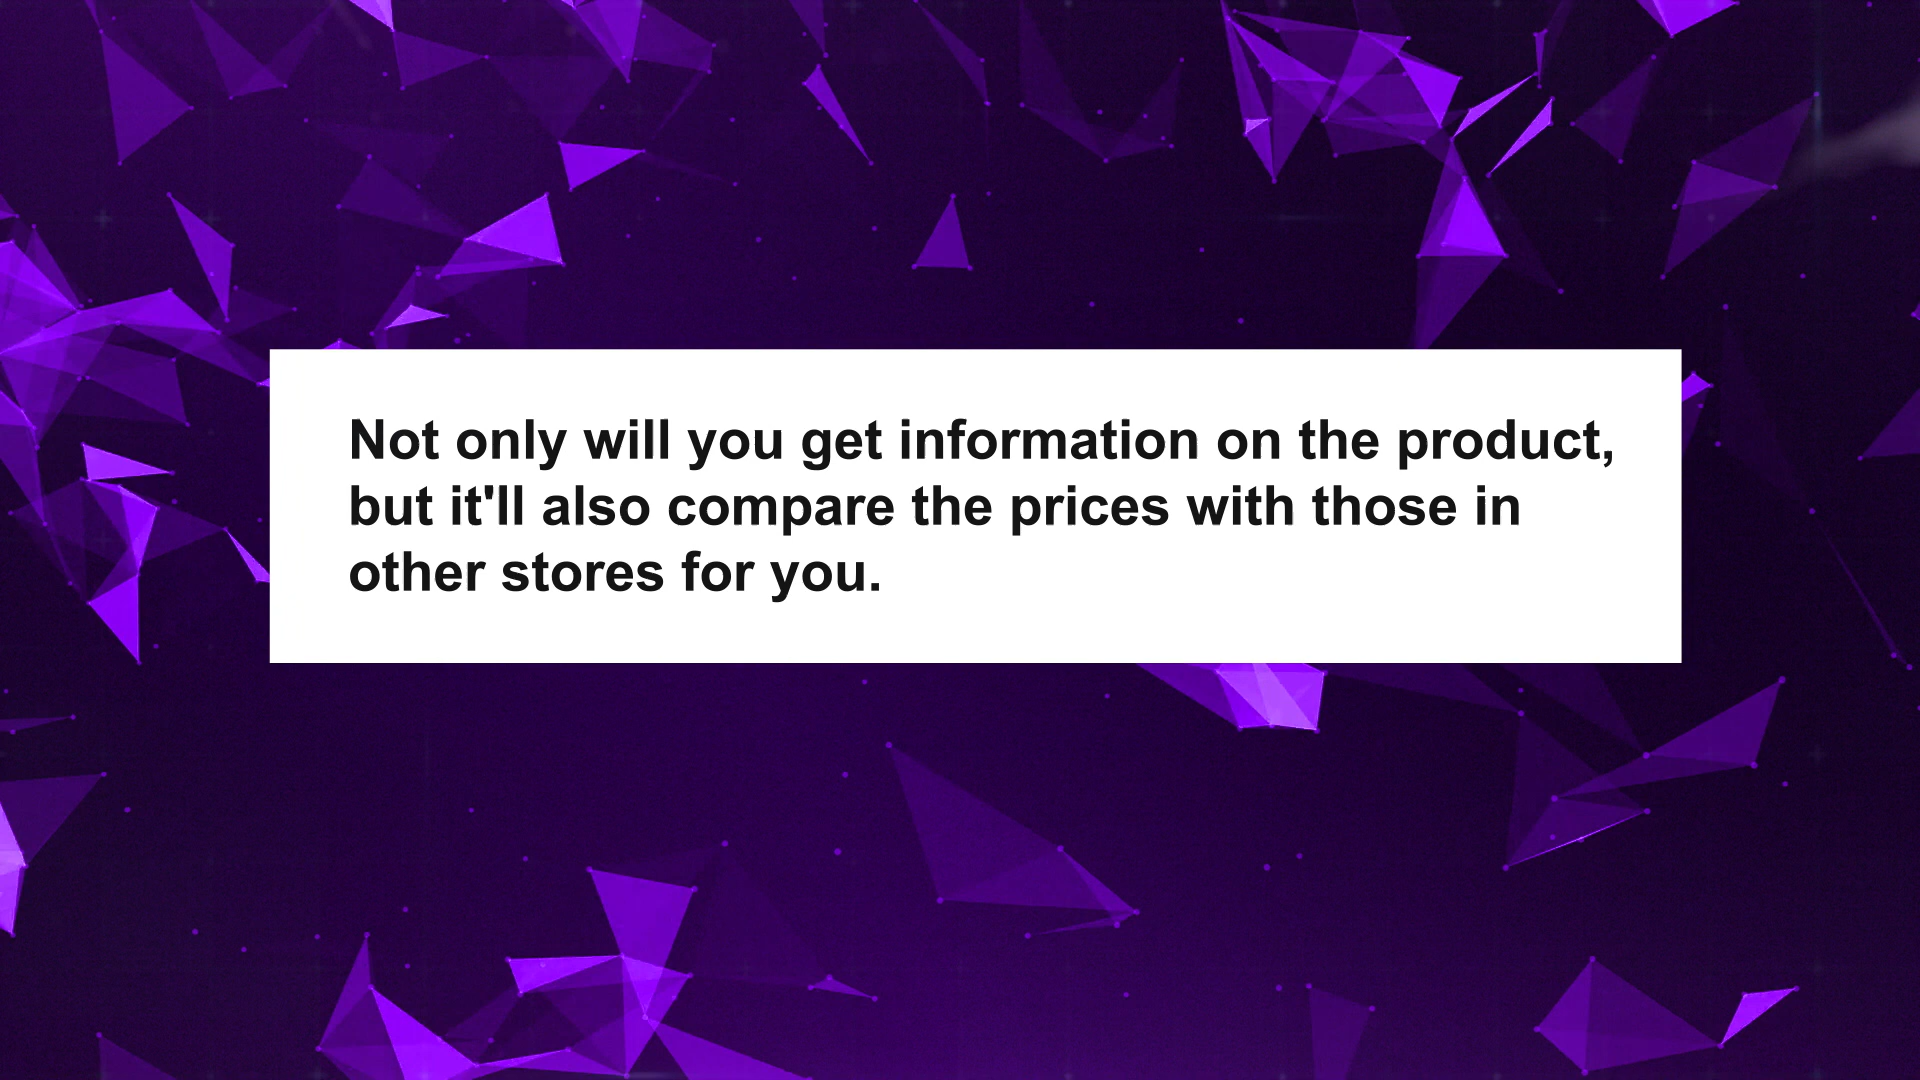 Not only will you get information on the product,
but it'll also compare the prices with those in
other stores for you.